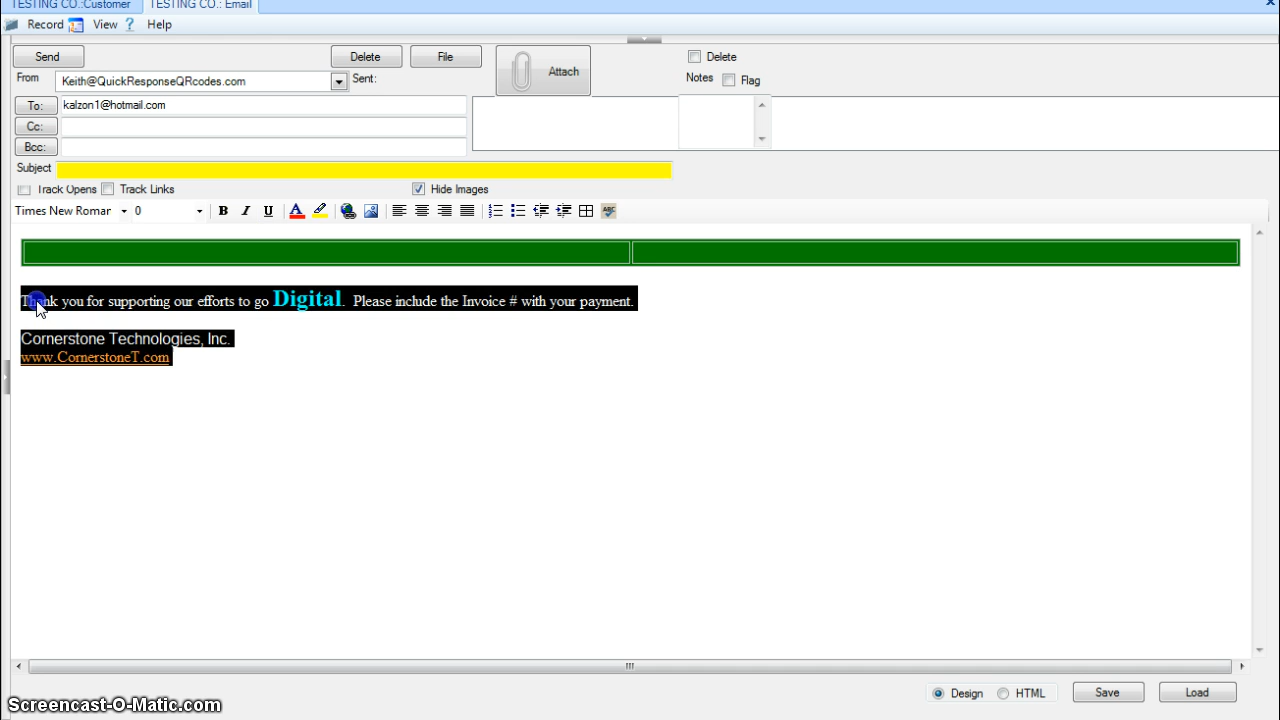 TESTING CO.:Customer TESTING CO.: Email
Record View Help
Send Delete File Attach Delete
From Keith@QuickResponseQRcodes.com Sent: Notes Flag
To: kalzon1@hotmail.com
Cc:
Bcc:
Subject
Track Opens Track Links Hide Images
Times New Romar 0 B I U A ABC
Thank you for supporting our efforts to go Digital. Please include the Invoice # with your payment.
Cornerstone Technologies, Inc.
www.CornerstoneT.com
Design HTML Save Load
Screencast-O-Matic.com